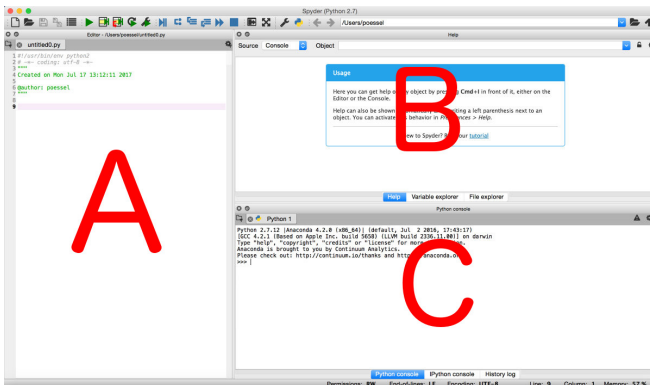 Spyder (Python 2.7)
/Users/poessel
Editor - /Users/poessel/untitled0.py
untitled0.py
1 #!/usr/bin/env python2
2 # -*- coding: utf-8 -*-
3 """
4 Created on Mon Jul 17 13:12:11 2017
5
6 @author: poessel
7 """
8
9
A
Help
Source Console Object
Usage
Here you can get help of any object by pressing Cmd+I in front of it, either on the
Editor or the Console.
Help can also be shown writing a left parenthesis next to an
object. You can activate this behavior in Preferences > Help.
New to Spyder? your tutorial
B
Help Variable explorer File explorer
Python console
Python 1
Python 2.7.12 |Anaconda 4.2.0 (x86_64)| (default, Jul 2 2016, 17:43:17)
[GCC 4.2.1 (Based on Apple Inc. build 5658) (LLVM build 2336.11.00)] on darwin
Type "help", "copyright", "credits" or "license" for more information.
Anaconda is brought to you by Continuum Analytics.
Please check out: http://continuum.io/thanks and https://anaconda.org
>>>
C
Python console IPython console History log
Permissions: RW End-of-lines: LF Encoding: UTF-8 Line: 9 Column: 1 Memory: 57 %